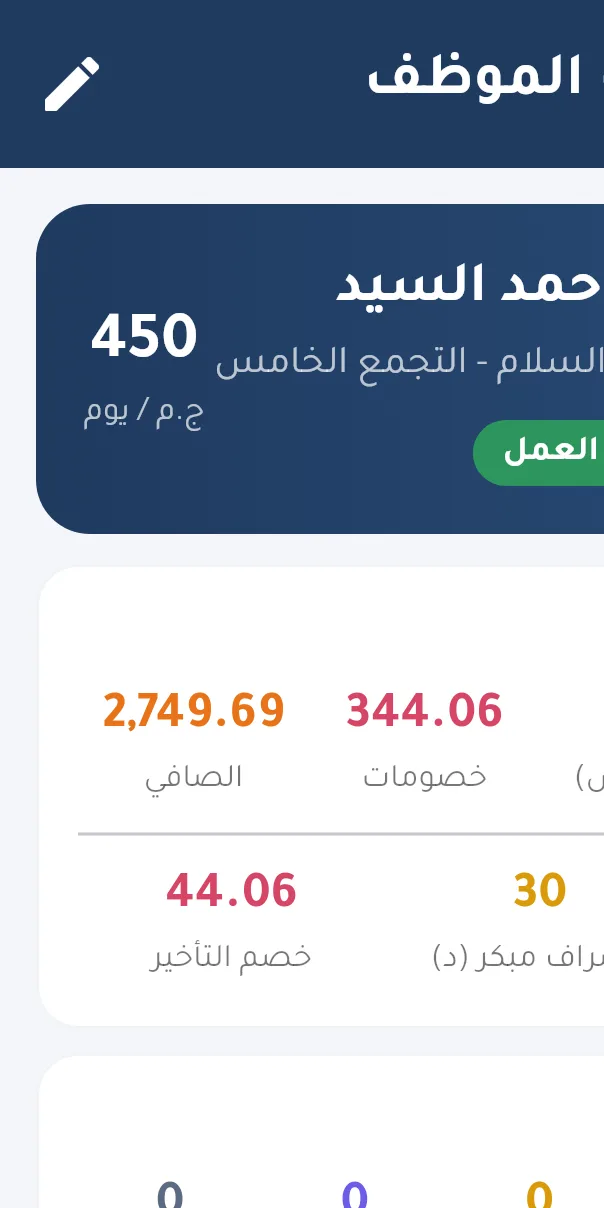 الموظف
حمد السيد
450
السلام - التجمع الخامس
ج.م / يوم
العمل
344.06 2,749.69
خصومات الصافي
30 44.06
راف مبكر (د) خصم التأخير
0 0 0